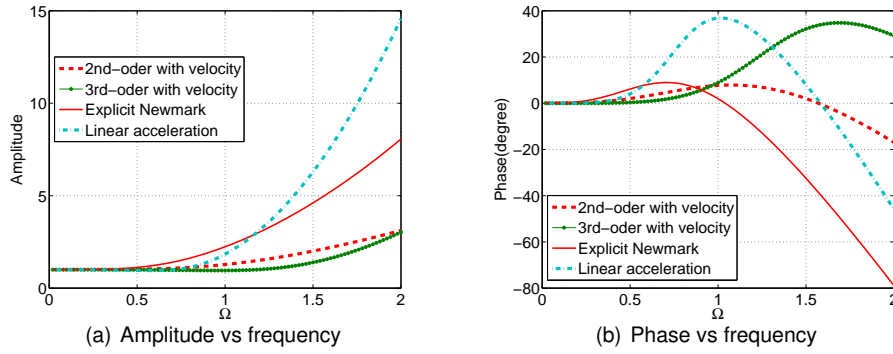 15
10
5
0
0
0.5
1
1.5
2
Ω
Amplitude
2nd-oder with velocity
3rd-oder with velocity
Explicit Newmark
Linear acceleration
(a) Amplitude vs frequency
40
20
0
−20
−40
−60
−80
0
0.5
1
1.5
2
Ω
Phase(degree)
2nd-oder with velocity
3rd-oder with velocity
Explicit Newmark
Linear acceleration
(b) Phase vs frequency